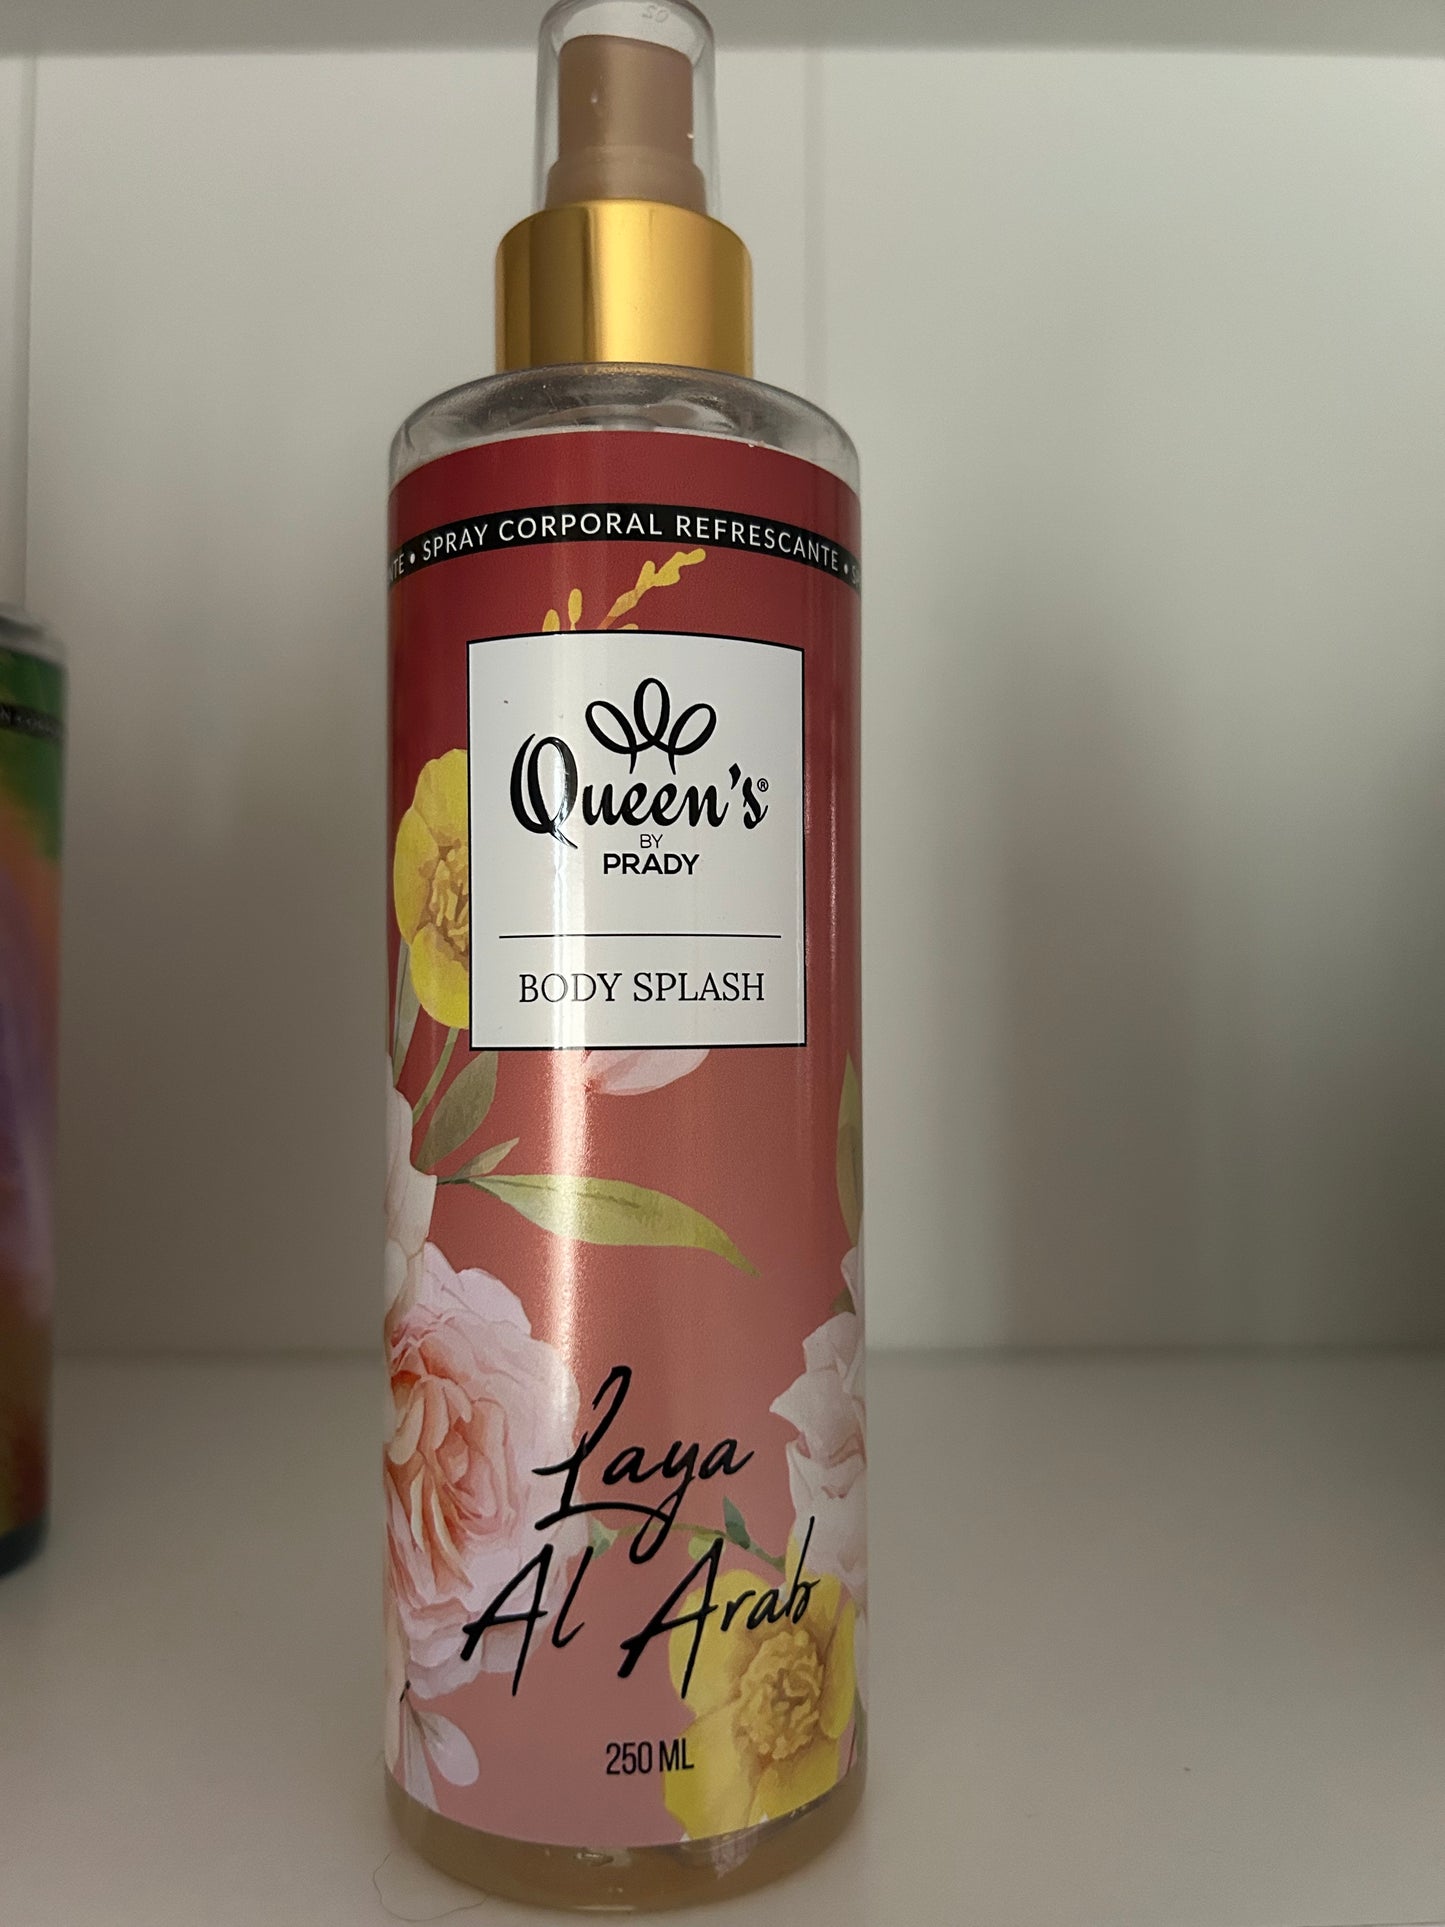 SPRAY CORPORAL REFRESCANTE •
Queen's®
BY
PRADY
BODY SPLASH
Laya
Al Arab
250 ML